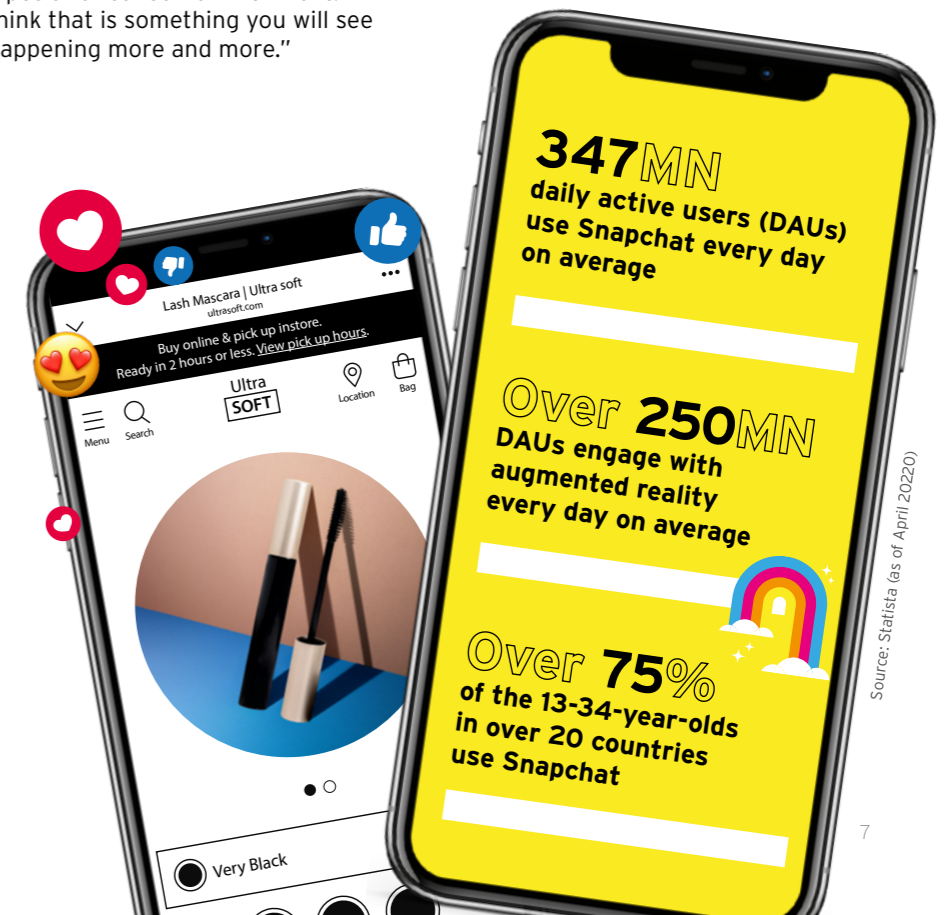 think that is something you will see
happening more and more.”
Lash Mascara | Ultra soft
ultrasoft.com
Buy online & pick up instore.
Ready in 2 hours or less. View pick up hours.
Menu
Search
Ultra
SOFT
Location
Bag
Very Black
347MN
daily active users (DAUs)
use Snapchat every day
on average
Over 250MN
DAUs engage with
augmented reality
every day on average
Over 75%
of the 13-34-year-olds
in over 20 countries
use Snapchat
Source: Statista (as of April 20220)
7